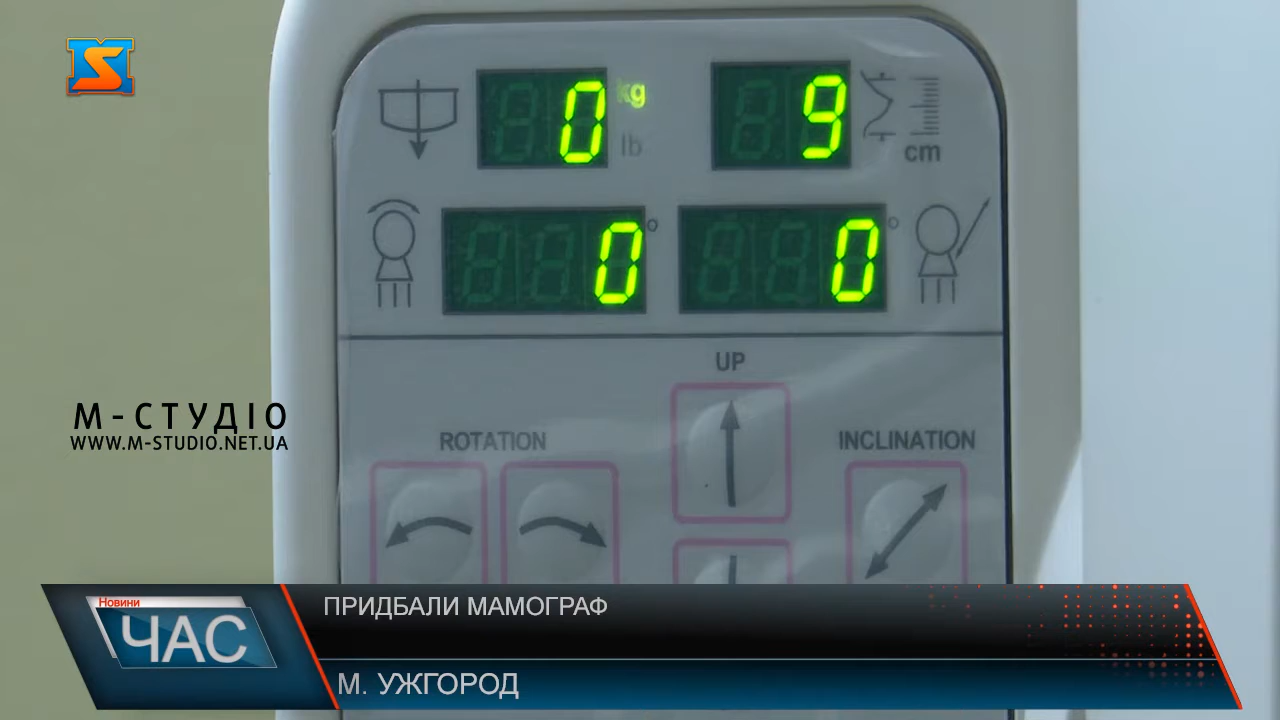 0 kg 9
lb
cm
0 ° 0 °
UP
ROTATION
INCLINATION
М-СТУДІО
WWW.M-STUDIO.NET.UA
Новини
ЧАС
ПРИДБАЛИ МАМОГРАФ
М. УЖГОРОД